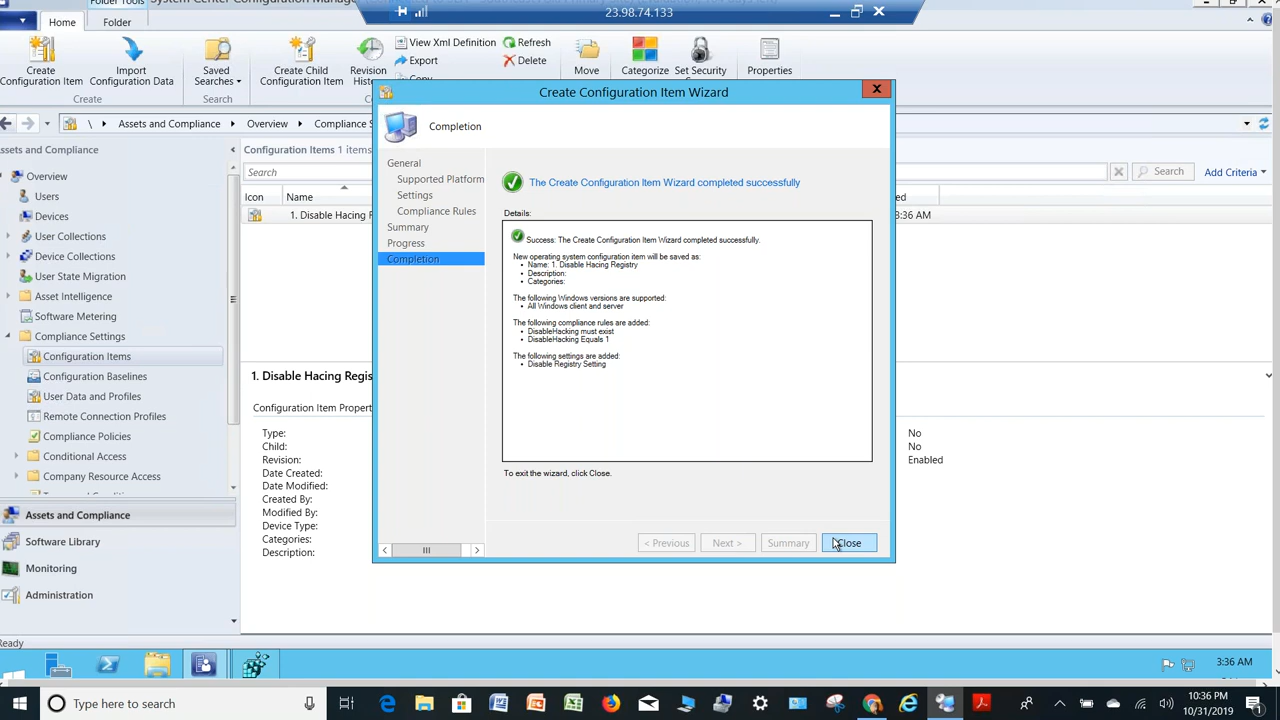 Folder Tools
System Center Configuration Manager
23.98.74.133
Home
Folder
Create
Configuration Item
Import
Configuration Data
Saved
Searches
Create Child
Configuration Item
Revision
Hist
View Xml Definition
Export
Copy
Refresh
Delete
Move
Categorize
Set Security
Properties
Create
Search
Create Configuration Item Wizard
\ Assets and Compliance Overview Compliance S
ssets and Compliance
Overview
Users
Devices
User Collections
Device Collections
User State Migration
Asset Intelligence
Software Metering
Compliance Settings
Configuration Items
Configuration Baselines
User Data and Profiles
Remote Connection Profiles
Compliance Policies
Conditional Access
Company Resource Access
Assets and Compliance
Software Library
Monitoring
Administration
Ready
Configuration Items 1 items
Search
Search
Add Criteria
Icon Name
ed
1. Disable Hacing R
3:36 AM
1. Disable Hacing Regis
Configuration Item Propert
Type:
Child:
Revision:
Date Created:
Date Modified:
Created By:
Modified By:
Device Type:
Categories:
Description:
No
No
Enabled
Completion
General
Supported Platform
Settings
Compliance Rules
Summary
Progress
Completion
The Create Configuration Item Wizard completed successfully
Details:
Success: The Create Configuration Item Wizard completed successfully.
New operating system configuration item will be saved as:
• Name: 1. Disable Hacing Registry
• Description:
• Categories:
The following Windows versions are supported:
• All Windows client and server
The following compliance rules are added:
• DisableHacking must exist
• DisableHacking Equals 1
The following settings are added:
• Disable Registry Setting
To exit the wizard, click Close.
< Previous
Next >
Summary
Close
3:36 AM
Type here to search
10:36 PM
10/31/2019